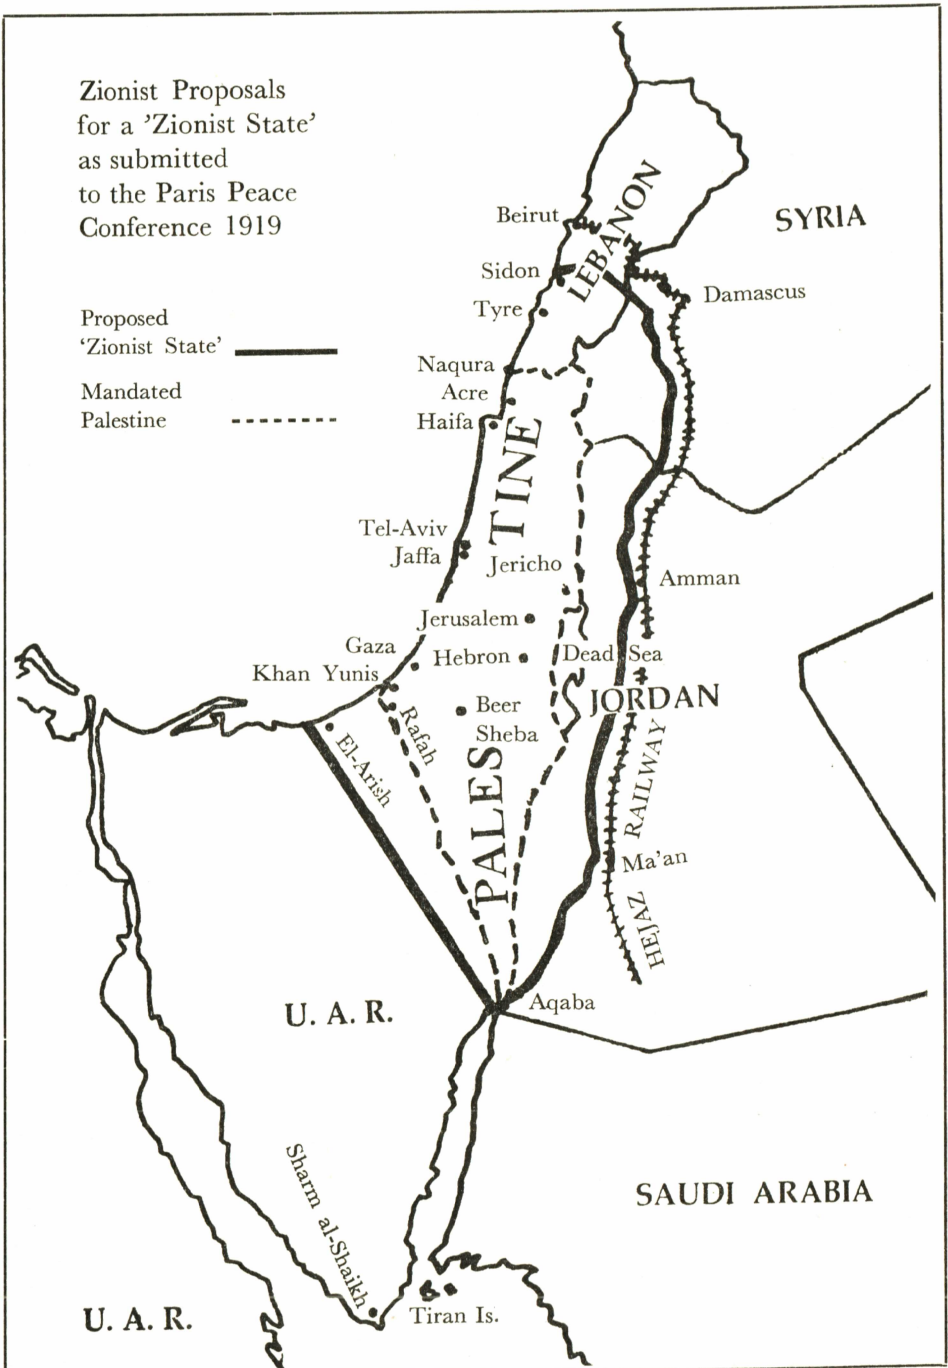 Zionist Proposals
for a 'Zionist State'
as submitted
to the Paris Peace
Conference 1919
Proposed
'Zionist State'
Mandated
Palestine
SYRIA
LEBANON
Beirut
Sidon
Damascus
Tyre
Naqura
Acre
Haifa
PALES
TINE
Tel-Aviv
Jaffa
Jericho
Amman
Jerusalem
Gaza
Hebron
Dead Sea
Khan Yunis
JORDAN
Rafah
Beer
Sheba
El-Arish
HEJAZ RAILWAY
Ma'an
Aqaba
U. A. R.
SAUDI ARABIA
Sharm al-Shaikh
Tiran Is.
U. A. R.